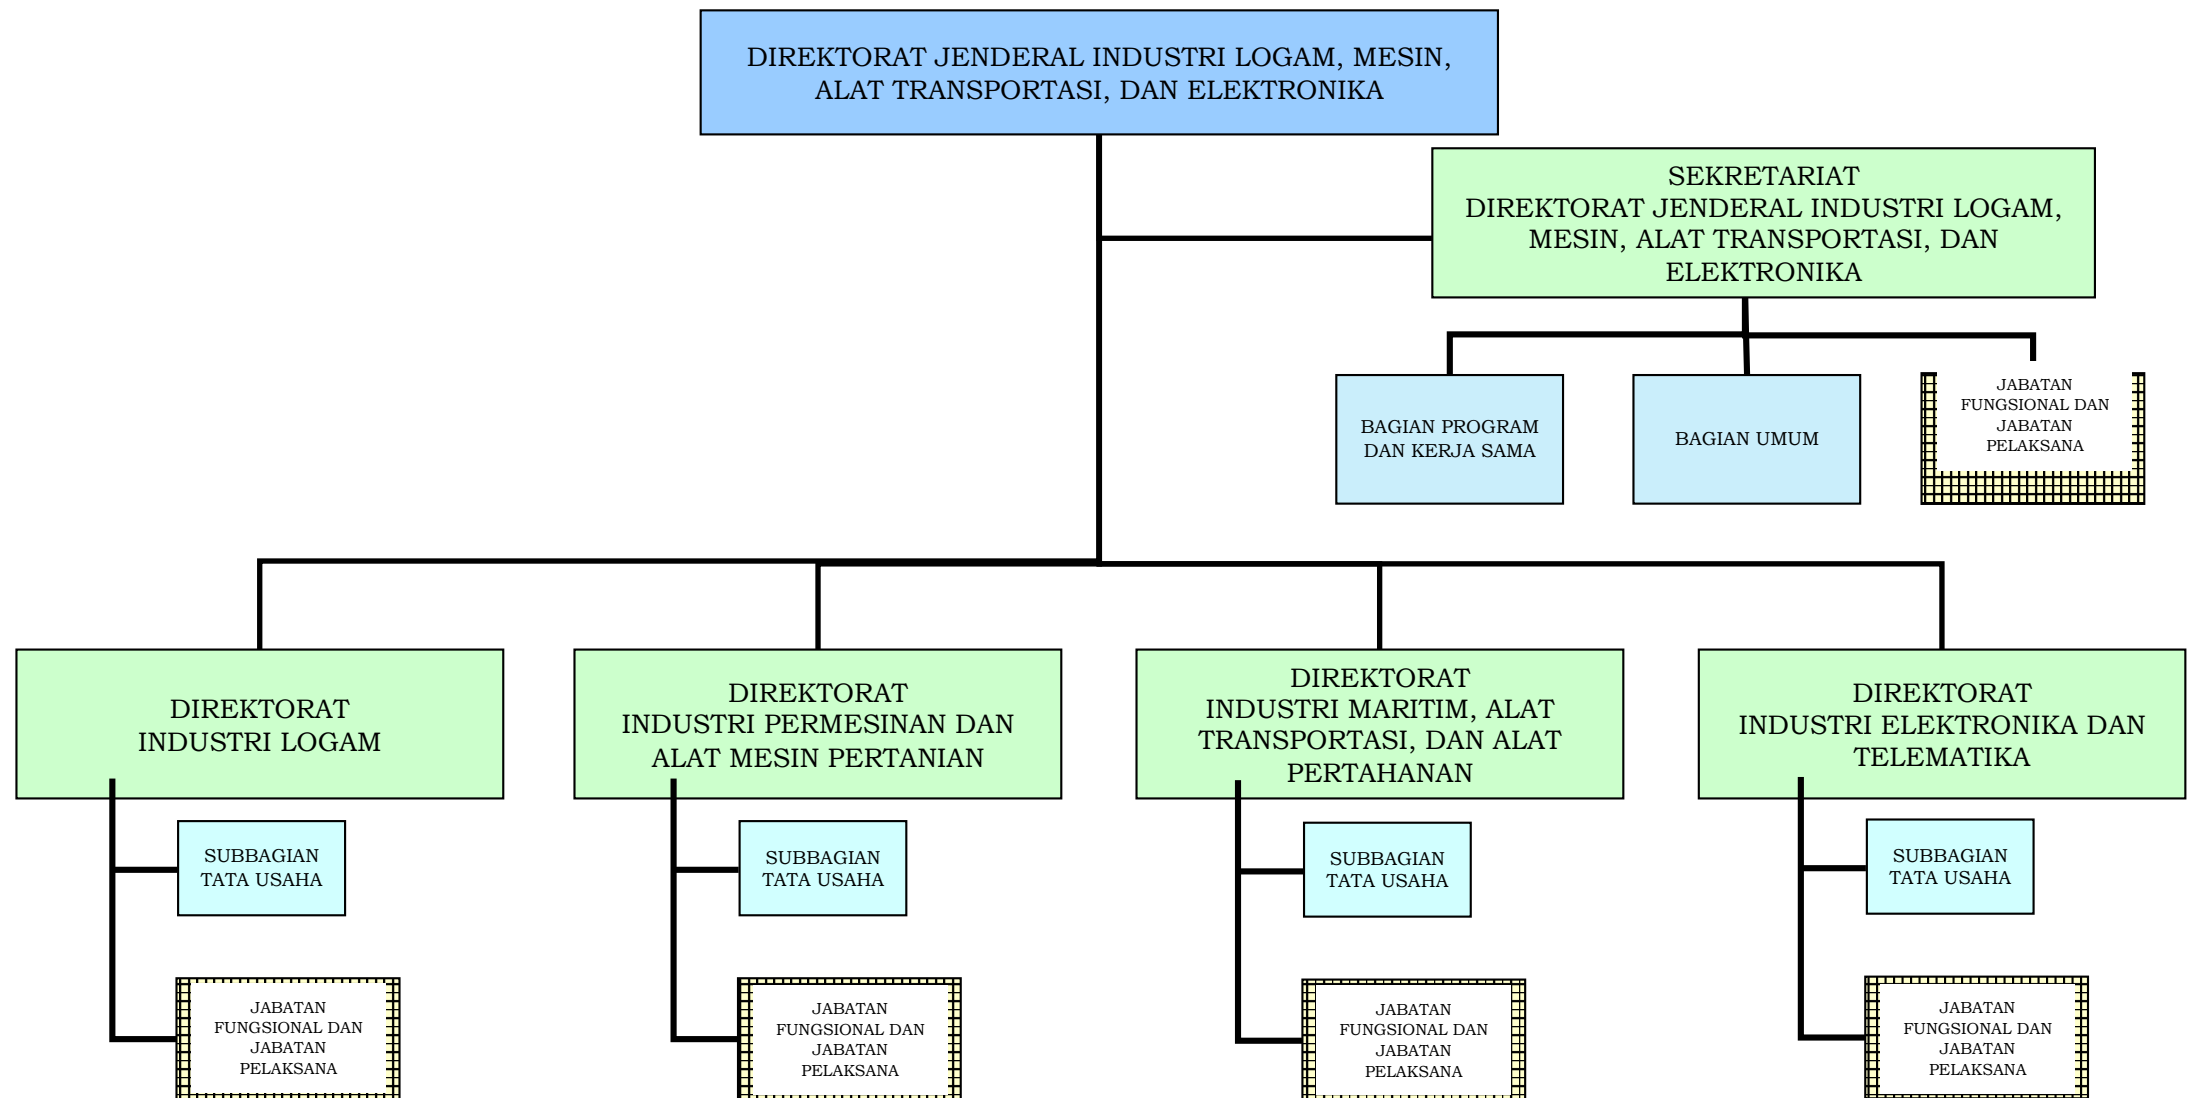 DIREKTORAT JENDERAL INDUSTRI LOGAM, MESIN,
ALAT TRANSPORTASI, DAN ELEKTRONIKA
SEKRETARIAT
DIREKTORAT JENDERAL INDUSTRI LOGAM,
MESIN, ALAT TRANSPORTASI, DAN
ELEKTRONIKA
BAGIAN PROGRAM
DAN KERJA SAMA
BAGIAN UMUM
JABATAN
FUNGSIONAL DAN
JABATAN
PELAKSANA
DIREKTORAT
INDUSTRI LOGAM
DIREKTORAT
INDUSTRI PERMESINAN DAN
ALAT MESIN PERTANIAN
DIREKTORAT
INDUSTRI MARITIM, ALAT
TRANSPORTASI, DAN ALAT
PERTAHANAN
DIREKTORAT
INDUSTRI ELEKTRONIKA DAN
TELEMATIKA
SUBBAGIAN
TATA USAHA
SUBBAGIAN
TATA USAHA
SUBBAGIAN
TATA USAHA
SUBBAGIAN
TATA USAHA
JABATAN
FUNGSIONAL DAN
JABATAN
PELAKSANA
JABATAN
FUNGSIONAL DAN
JABATAN
PELAKSANA
JABATAN
FUNGSIONAL DAN
JABATAN
PELAKSANA
JABATAN
FUNGSIONAL DAN
JABATAN
PELAKSANA